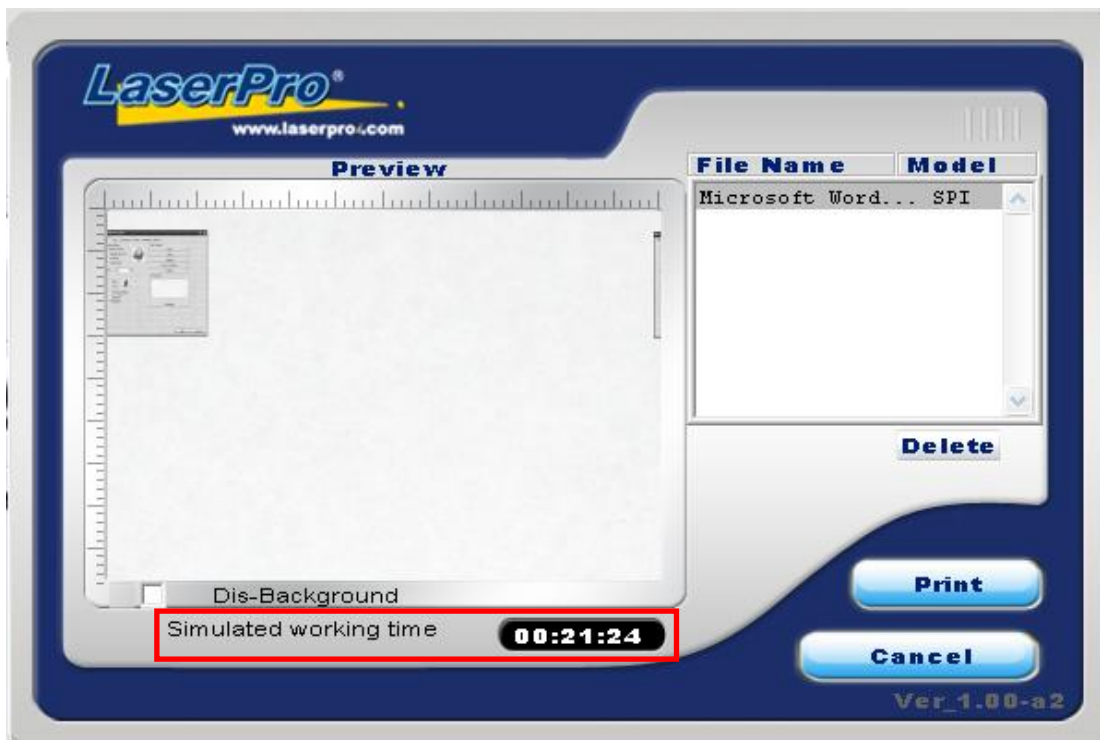 LaserPro®
www.laserpro4.com
Preview
File Name Model
Microsoft Word... SPI
Delete
Dis-Background
Simulated working time 00:21:24
Print
Cancel
Ver_1.00-a2